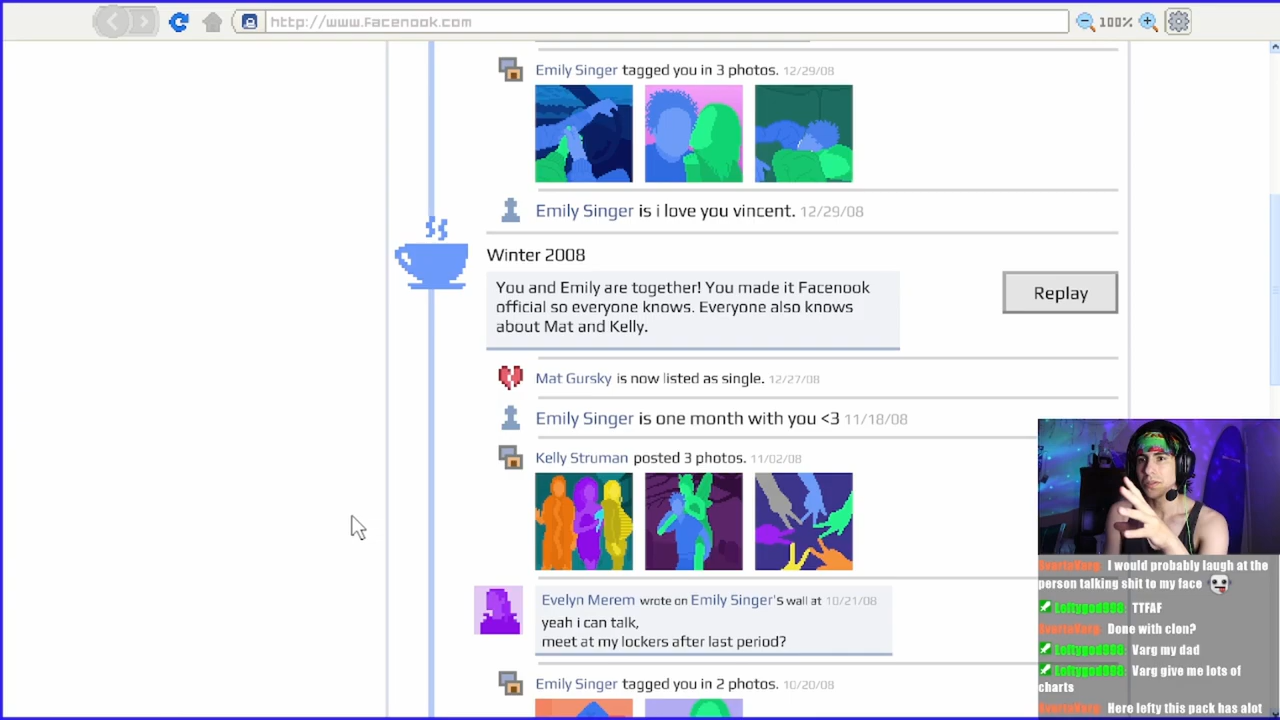 http://www.facenook.com
100%
Emily Singer tagged you in 3 photos. 12/29/08
Emily Singer is i love you vincent. 12/29/08
Winter 2008
You and Emily are together! You made it Facenook
official so everyone knows. Everyone also knows
about Mat and Kelly.
Replay
Mat Gursky is now listed as single. 12/27/08
Emily Singer is one month with you <3 11/18/08
Kelly Struman posted 3 photos. 11/02/08
Evelyn Merem wrote on Emily Singer's wall at 10/21/08
yeah i can talk,
meet at my lockers after last period?
Emily Singer tagged you in 2 photos. 10/20/08
I would probably laugh at the
person talking shit to my face
Loftygod998: TTFAF
Done with clon?
Loftygod998: Varg my dad
Loftygod998: Varg give me lots of
charts
Here lofty this pack has alot